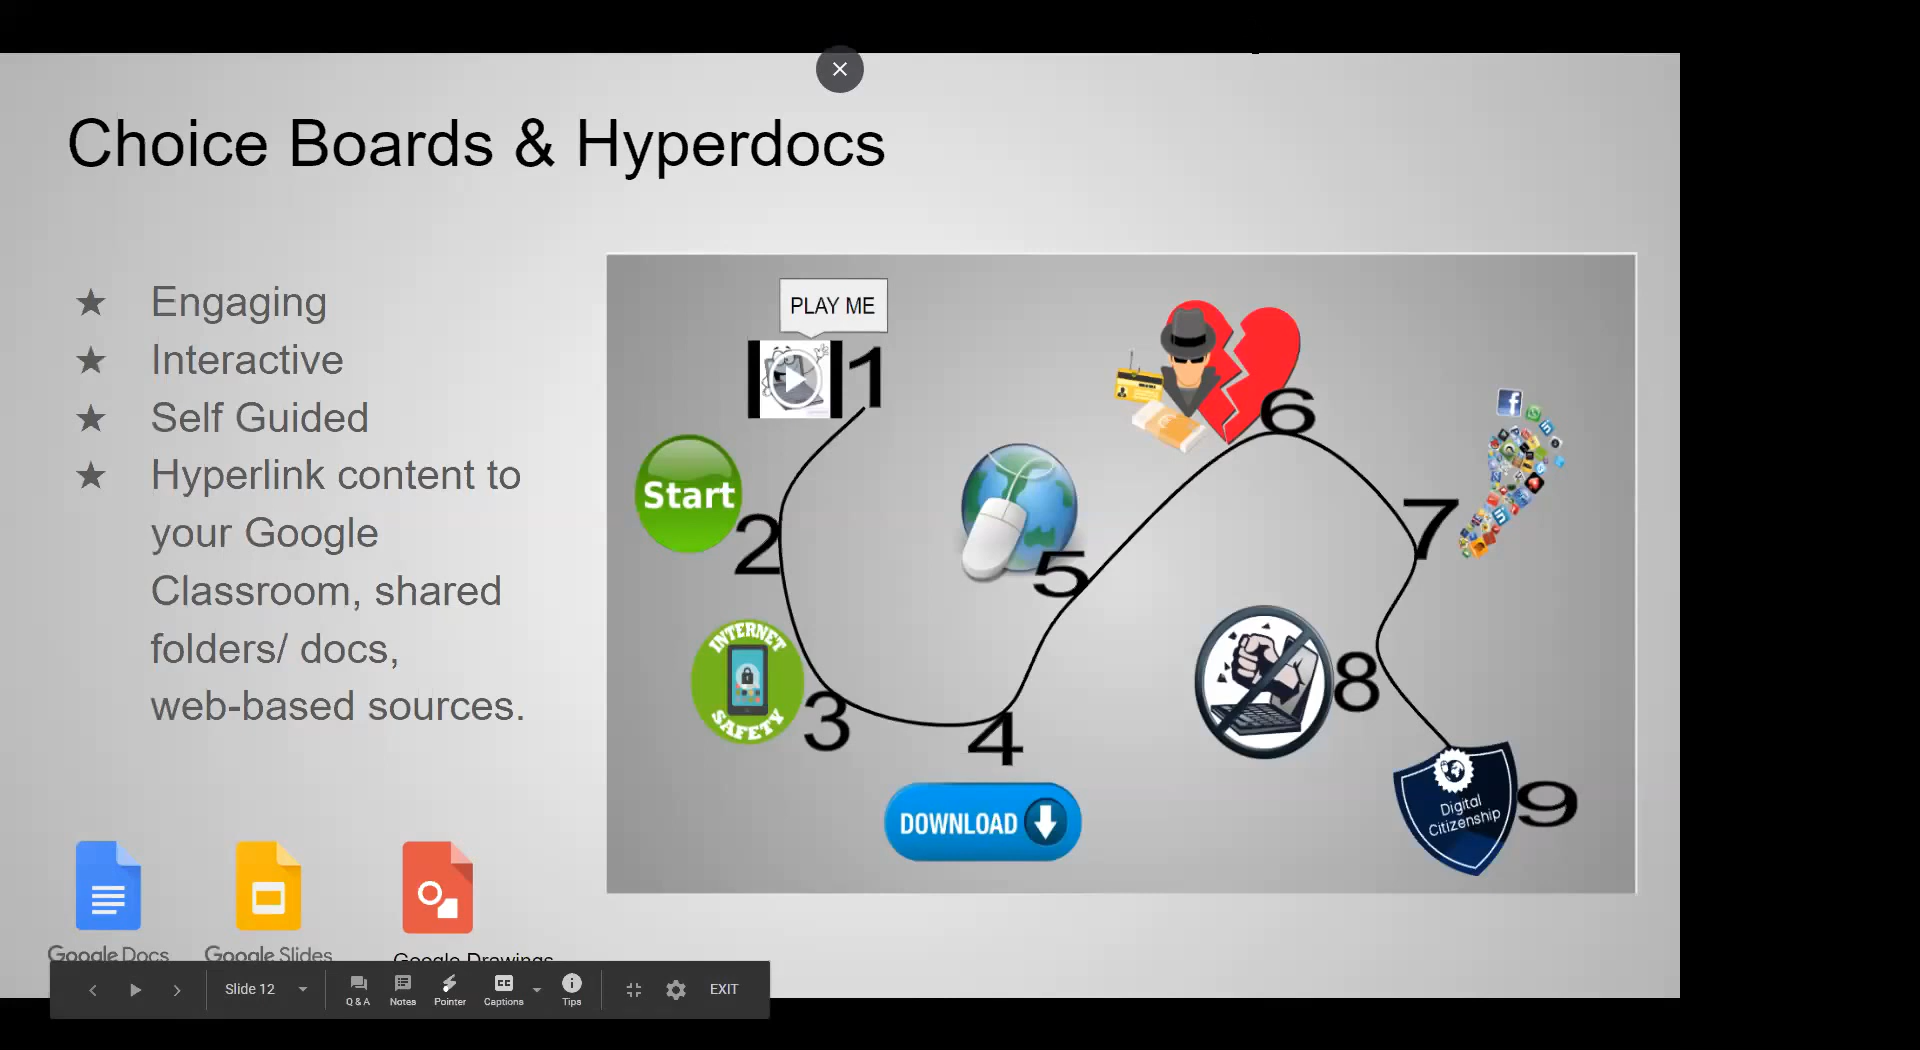 Choice Boards & Hyperdocs
★ Engaging
★ Interactive
★ Self Guided
★ Hyperlink content to
your Google
Classroom, shared
folders/ docs,
web-based sources.
PLAY ME
1
Start
2
INTERNET
SAFETY
3
4
DOWNLOAD
5
6
7
8
Digital
Citizenship
9
Google Docs
Google Slides
Google Drawings
Slide 12
Q & A
Notes
Pointer
CC
Captions
Tips
EXIT